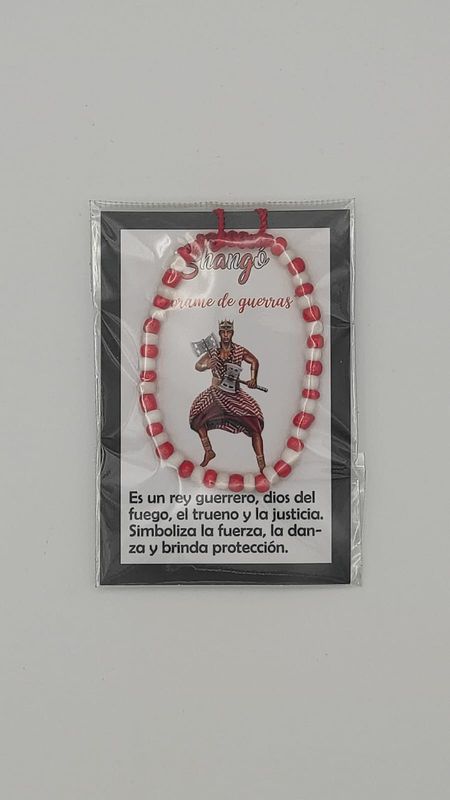 Shangó
de guerras
Es un rey guerrero, dios del
fuego, el trueno y la justicia.
Simboliza la fuerza, la dan-
za y brinda protección.